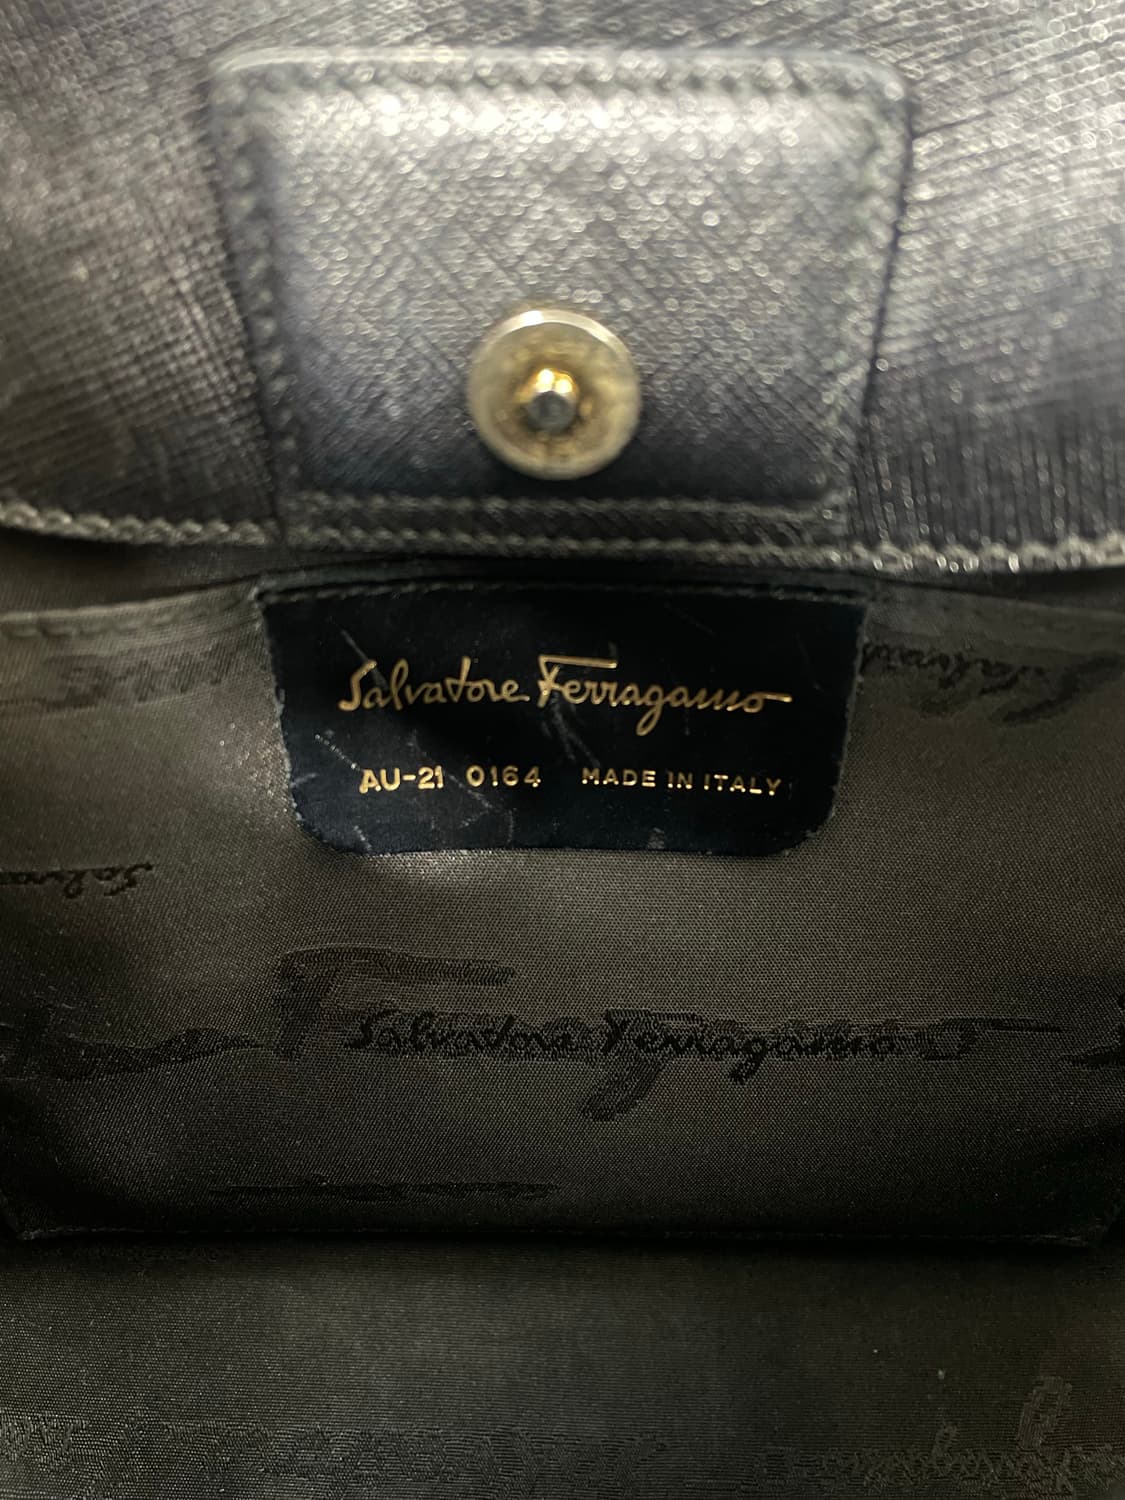 Salvatore Ferragamo
AU-21 0164 MADE IN ITALY
Salvatore Ferragamo